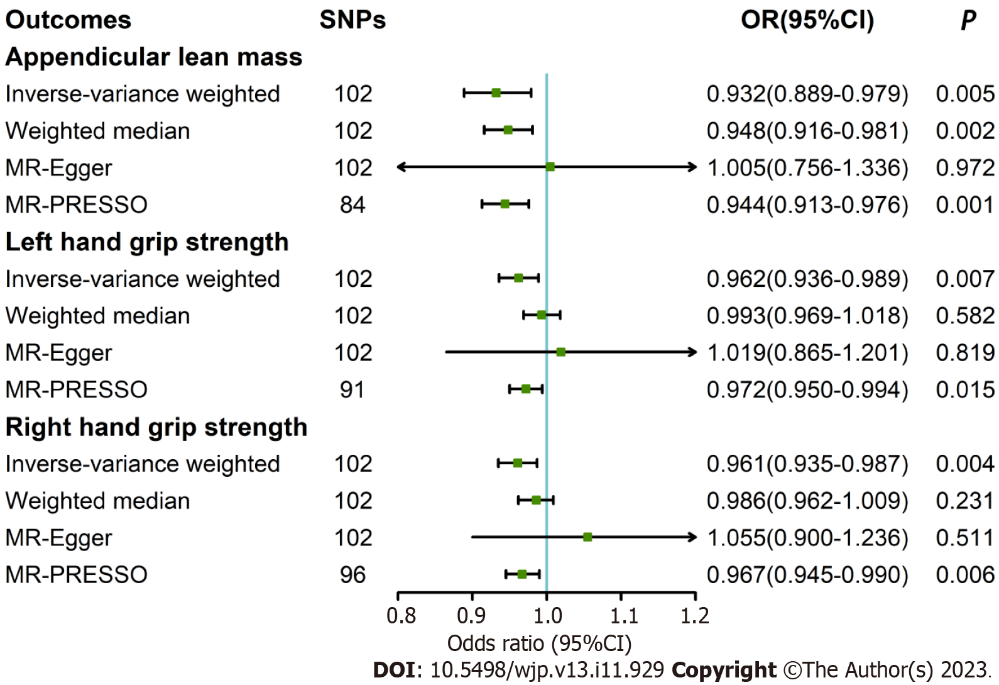 Outcomes SNPs OR(95%CI) P
Appendicular lean mass
Inverse-variance weighted 102 0.932(0.889-0.979) 0.005
Weighted median 102 0.948(0.916-0.981) 0.002
MR-Egger 102 1.005(0.756-1.336) 0.972
MR-PRESSO 84 0.944(0.913-0.976) 0.001
Left hand grip strength
Inverse-variance weighted 102 0.962(0.936-0.989) 0.007
Weighted median 102 0.993(0.969-1.018) 0.582
MR-Egger 102 1.019(0.865-1.201) 0.819
MR-PRESSO 91 0.972(0.950-0.994) 0.015
Right hand grip strength
Inverse-variance weighted 102 0.961(0.935-0.987) 0.004
Weighted median 102 0.986(0.962-1.009) 0.231
MR-Egger 102 1.055(0.900-1.236) 0.511
MR-PRESSO 96 0.967(0.945-0.990) 0.006
0.8 0.9 1.0 1.1 1.2
Odds ratio (95%CI)
DOI: 10.5498/wjp.v13.i11.929 Copyright ©The Author(s) 2023.